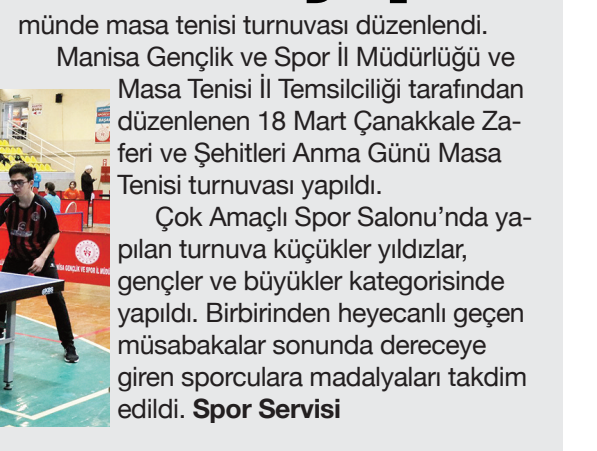 münde masa tenisi turnuvası düzenlendi.
Manisa Gençlik ve Spor İl Müdürlüğü ve
Masa Tenisi İl Temsilciliği tarafından
düzenlenen 18 Mart Çanakkale Za-
feri ve Şehitleri Anma Günü Masa
Tenisi turnuvası yapıldı.
Çok Amaçlı Spor Salonu’nda ya-
pılan turnuva küçükler yıldızlar,
gençler ve büyükler kategorisinde
yapıldı. Birbirinden heyecanlı geçen
müsabakalar sonunda dereceye
giren sporculara madalyaları takdim
edildi. Spor Servisi